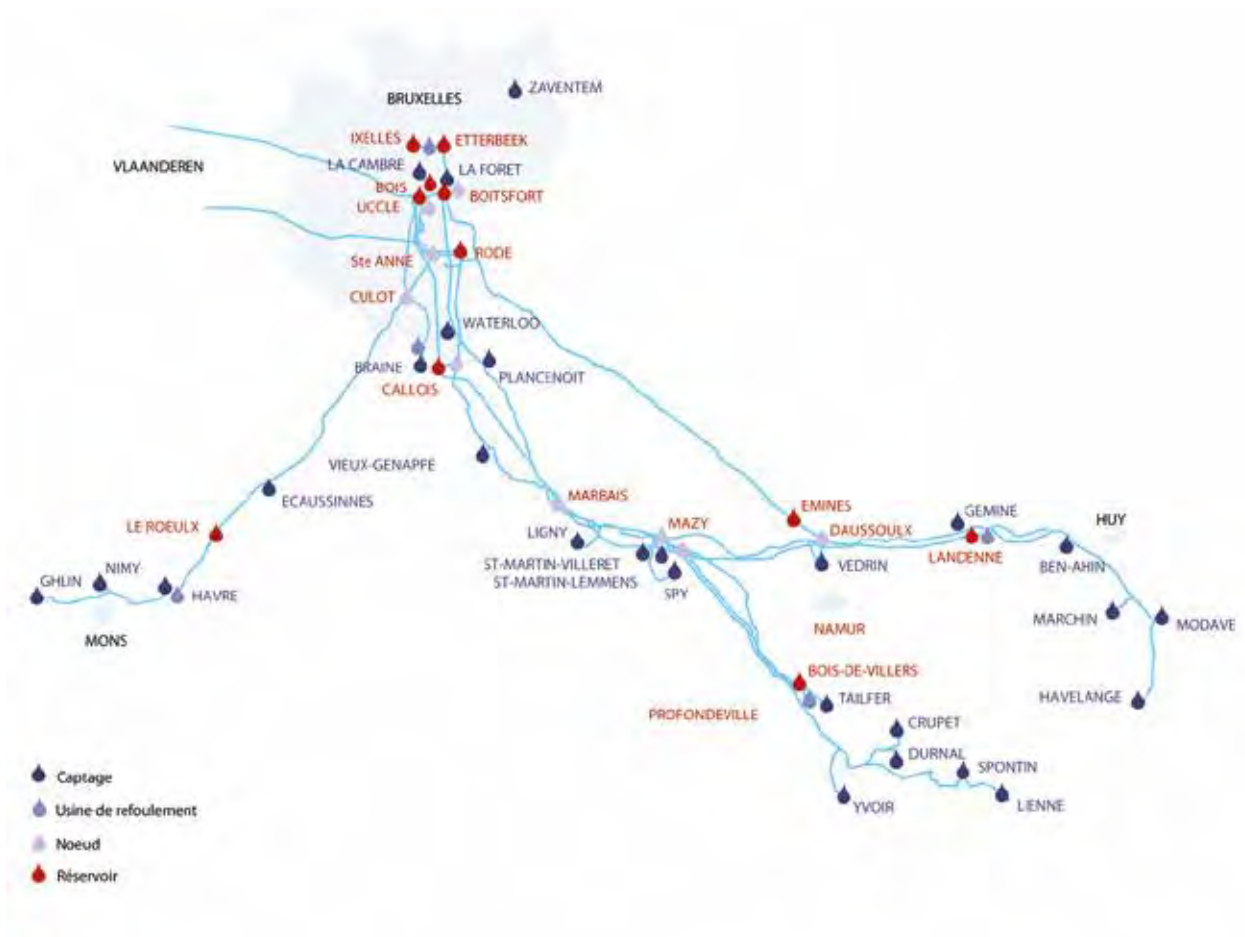 ZAVENTEM
BRUXELLES
IXELLES
ETTERBEEK
VLAANDEREN
LA CAMBRE
LA FORET
BOIS
BOITSFORT
UCCLE
Ste ANNE
RODE
CULOT
WATERLOO
BRAINE
PLANCENOIT
CALLOIS
VIEUX-GENAPFE
ECAUSSINNES
MARBAIS
LE ROEULX
LIGNY
MAZY
EMINES
DAUSSOULX
GEMINE
HUY
LANDENNE
ST-MARTIN-VILLERET
ST-MARTIN-LEMMENS
SPY
VEDRIN
BEN-AHIN
GHLIN
NIMY
HAVRE
MONS
MARCHIN
MODAVE
NAMUR
BOIS-DE-VILLERS
TAILFER
HAVELANGE
PROFONDEVILLE
CRUPET
DURNAL
SPONTIN
YVOIR
LIENNE
Captage
Usine de refoulement
Noeud
Réservoir